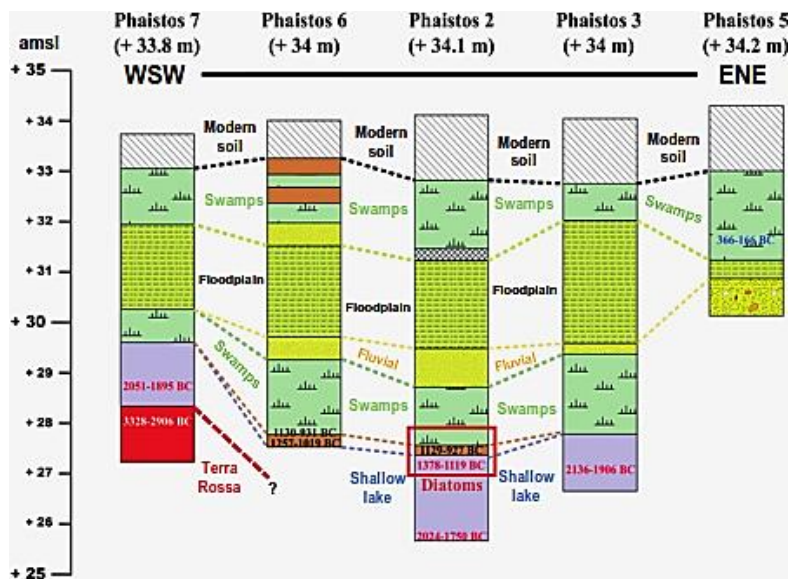 Phaistos 7 Phaistos 6 Phaistos 2 Phaistos 3 Phaistos 5
(+ 33.8 m) (+ 34 m) (+ 34.1 m) (+ 34 m) (+ 34.2 m)
amsl
WSW ENE
+ 35
+ 34
Modern soil
Modern soil
Modern soil
Modern soil
+ 33
Swamps
Swamps
Swamps
Swamps
+ 32
366-166 BC
+ 31
Floodplain
Floodplain
Floodplain
+ 30
Fluvial
Fluvial
+ 29
Swamps
Swamps
Swamps
2051-1895 BC
+ 28
3328-2906 BC
1130-931 BC
1257-1019 BC
1129-927 BC
1378-1119 BC
2136-1906 BC
Terra
Rossa
?
Shallow
lake
Diatoms
Shallow
lake
+ 27
+ 26
2024-1750 BC
+ 25